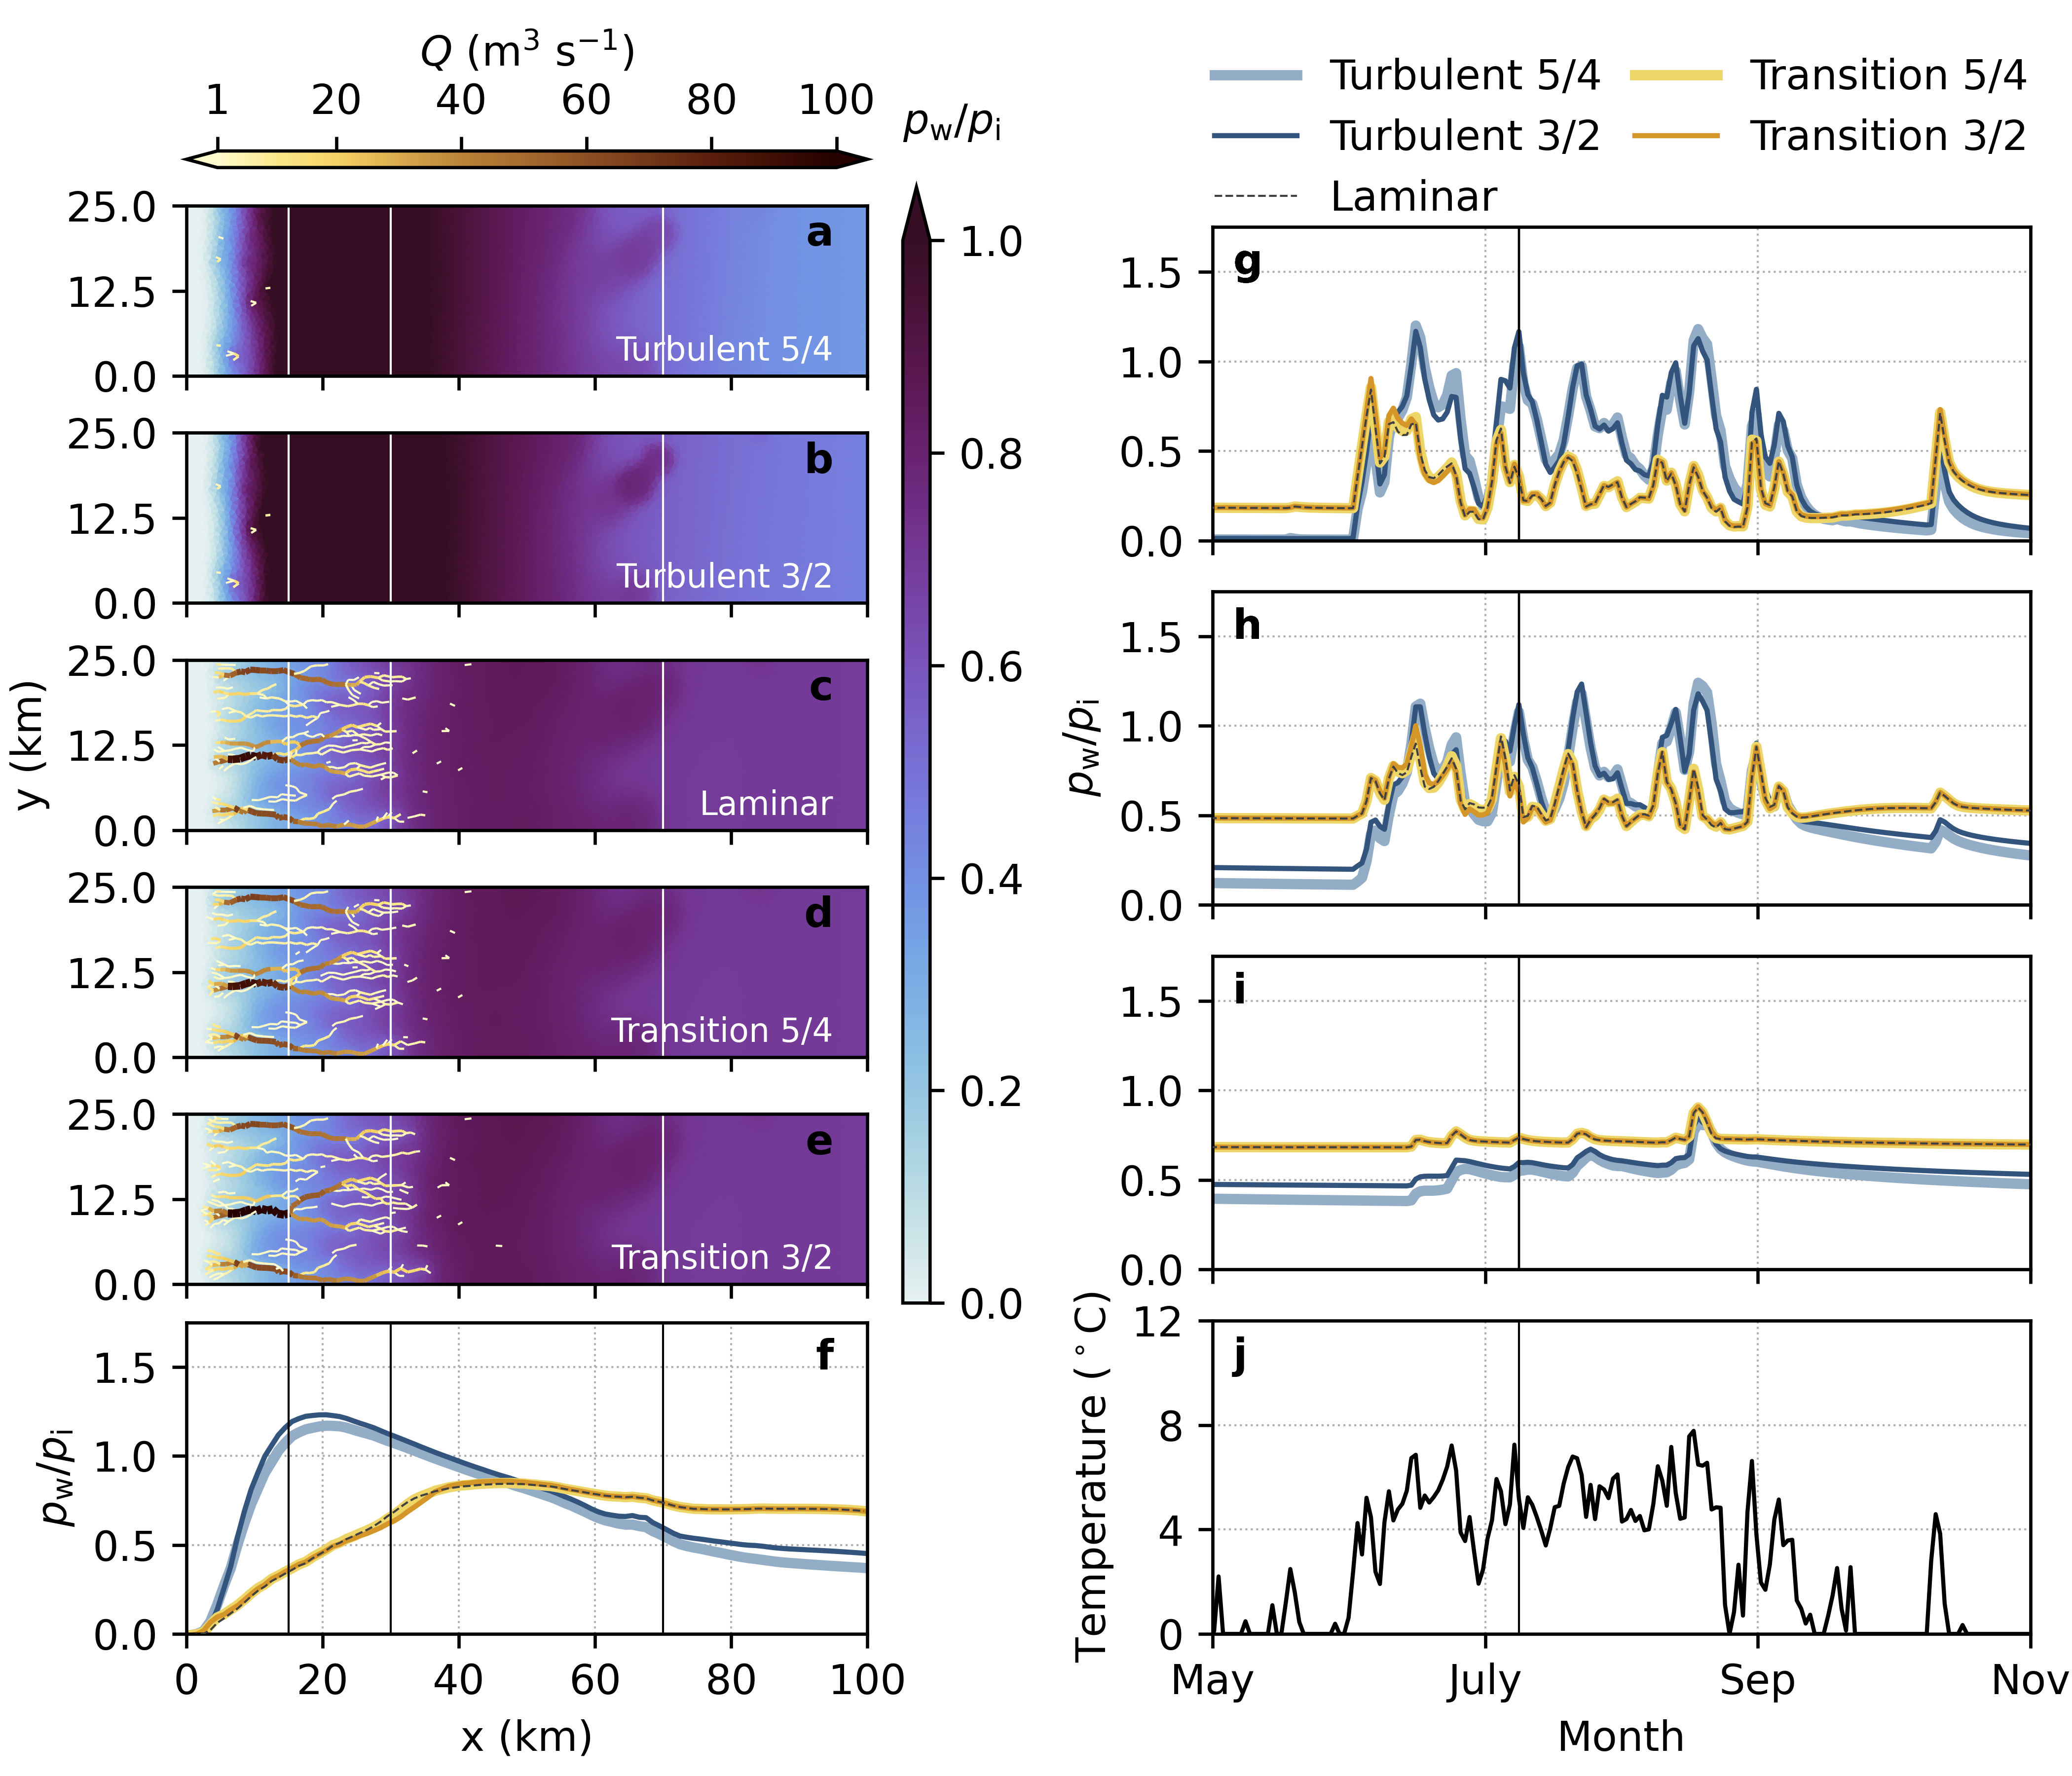 Q (m³ s⁻¹)
1 20 40 60 80 100
p_w/p_i
25.0
12.5
0.0
a
Turbulent 5/4
25.0
12.5
0.0
b
Turbulent 3/2
25.0
12.5
0.0
c
Laminar
y (km)
25.0
12.5
0.0
d
Transition 5/4
25.0
12.5
0.0
e
Transition 3/2
1.0
0.8
0.6
0.4
0.2
0.0
p_w/p_i
1.5
1.0
0.5
0.0
f
0 20 40 60 80 100
x (km)
Turbulent 5/4
Turbulent 3/2
Laminar
Transition 5/4
Transition 3/2
1.5
1.0
0.5
0.0
g
p_w/p_i
1.5
1.0
0.5
0.0
h
1.5
1.0
0.5
0.0
i
Temperature (°C)
12
8
4
0
j
May July Sep Nov
Month